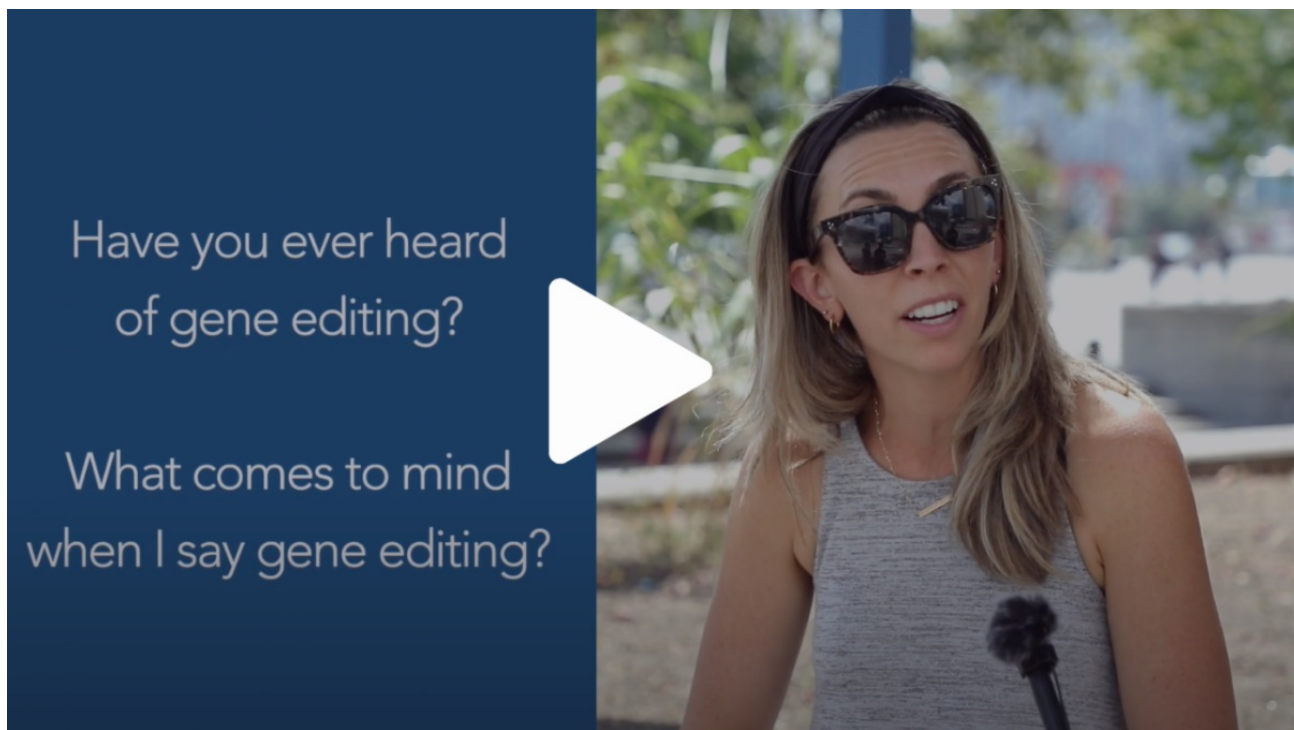 Have you ever heard
of gene editing?
What comes to mind
when I say gene editing?